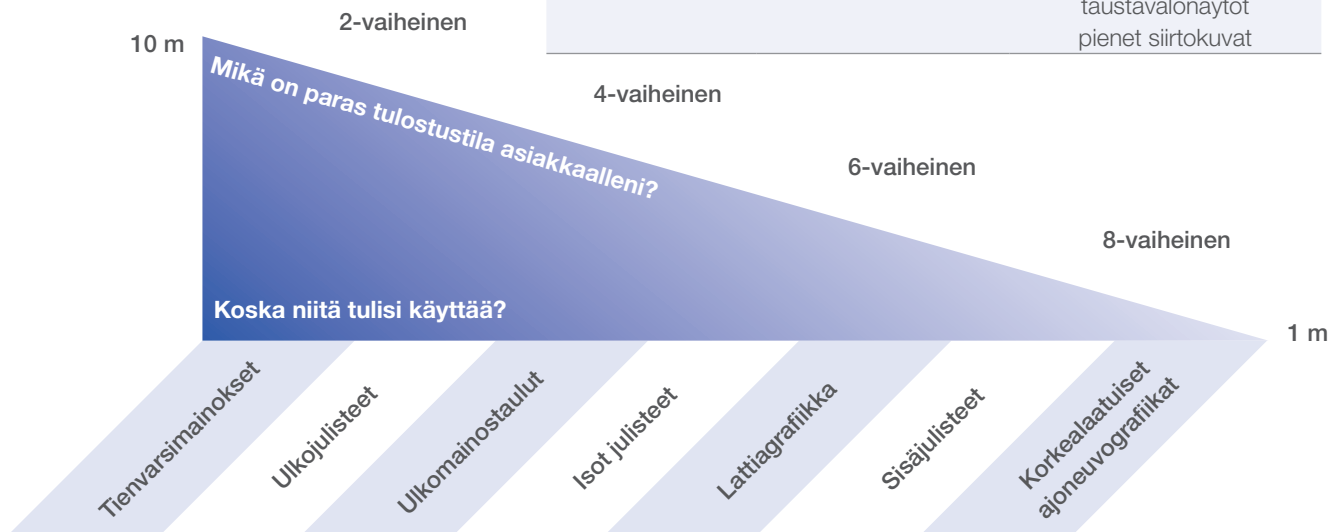 taustavalonäytöt
pienet siirtokuvat
10 m
2-vaiheinen
4-vaiheinen
6-vaiheinen
8-vaiheinen
Mikä on paras tulostustila asiakkaalleni?
Koska niitä tulisi käyttää?
1 m
Tienvarsimainokset
Ulkojulisteet
Ulkomainostaulut
Isot julisteet
Lattiagrafiikka
Sisäjulisteet
Korkealaatuiset
ajoneuvografiikat